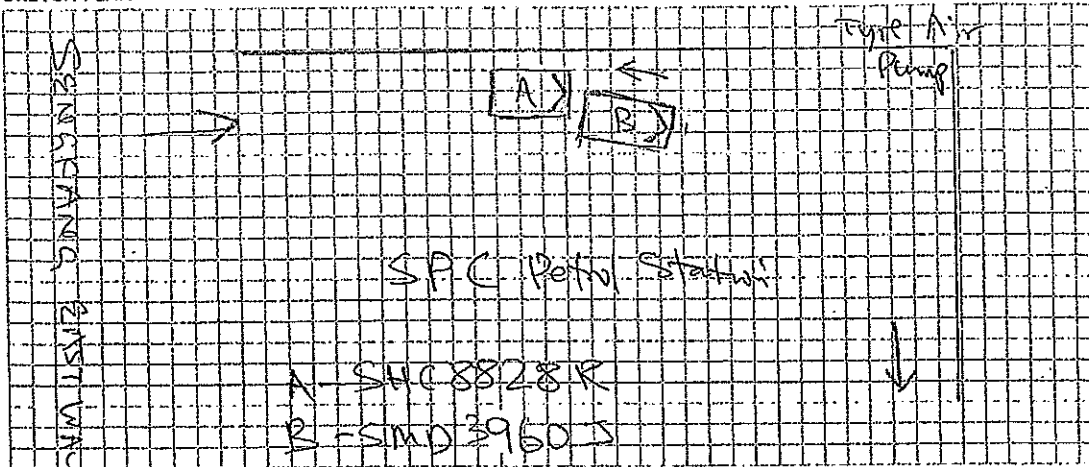 Tyre Air
Pump
A
B
SENGKANG EAST WAY
SPC Petrol Station
A - SHC 8828 R
B - SMD 3960 J